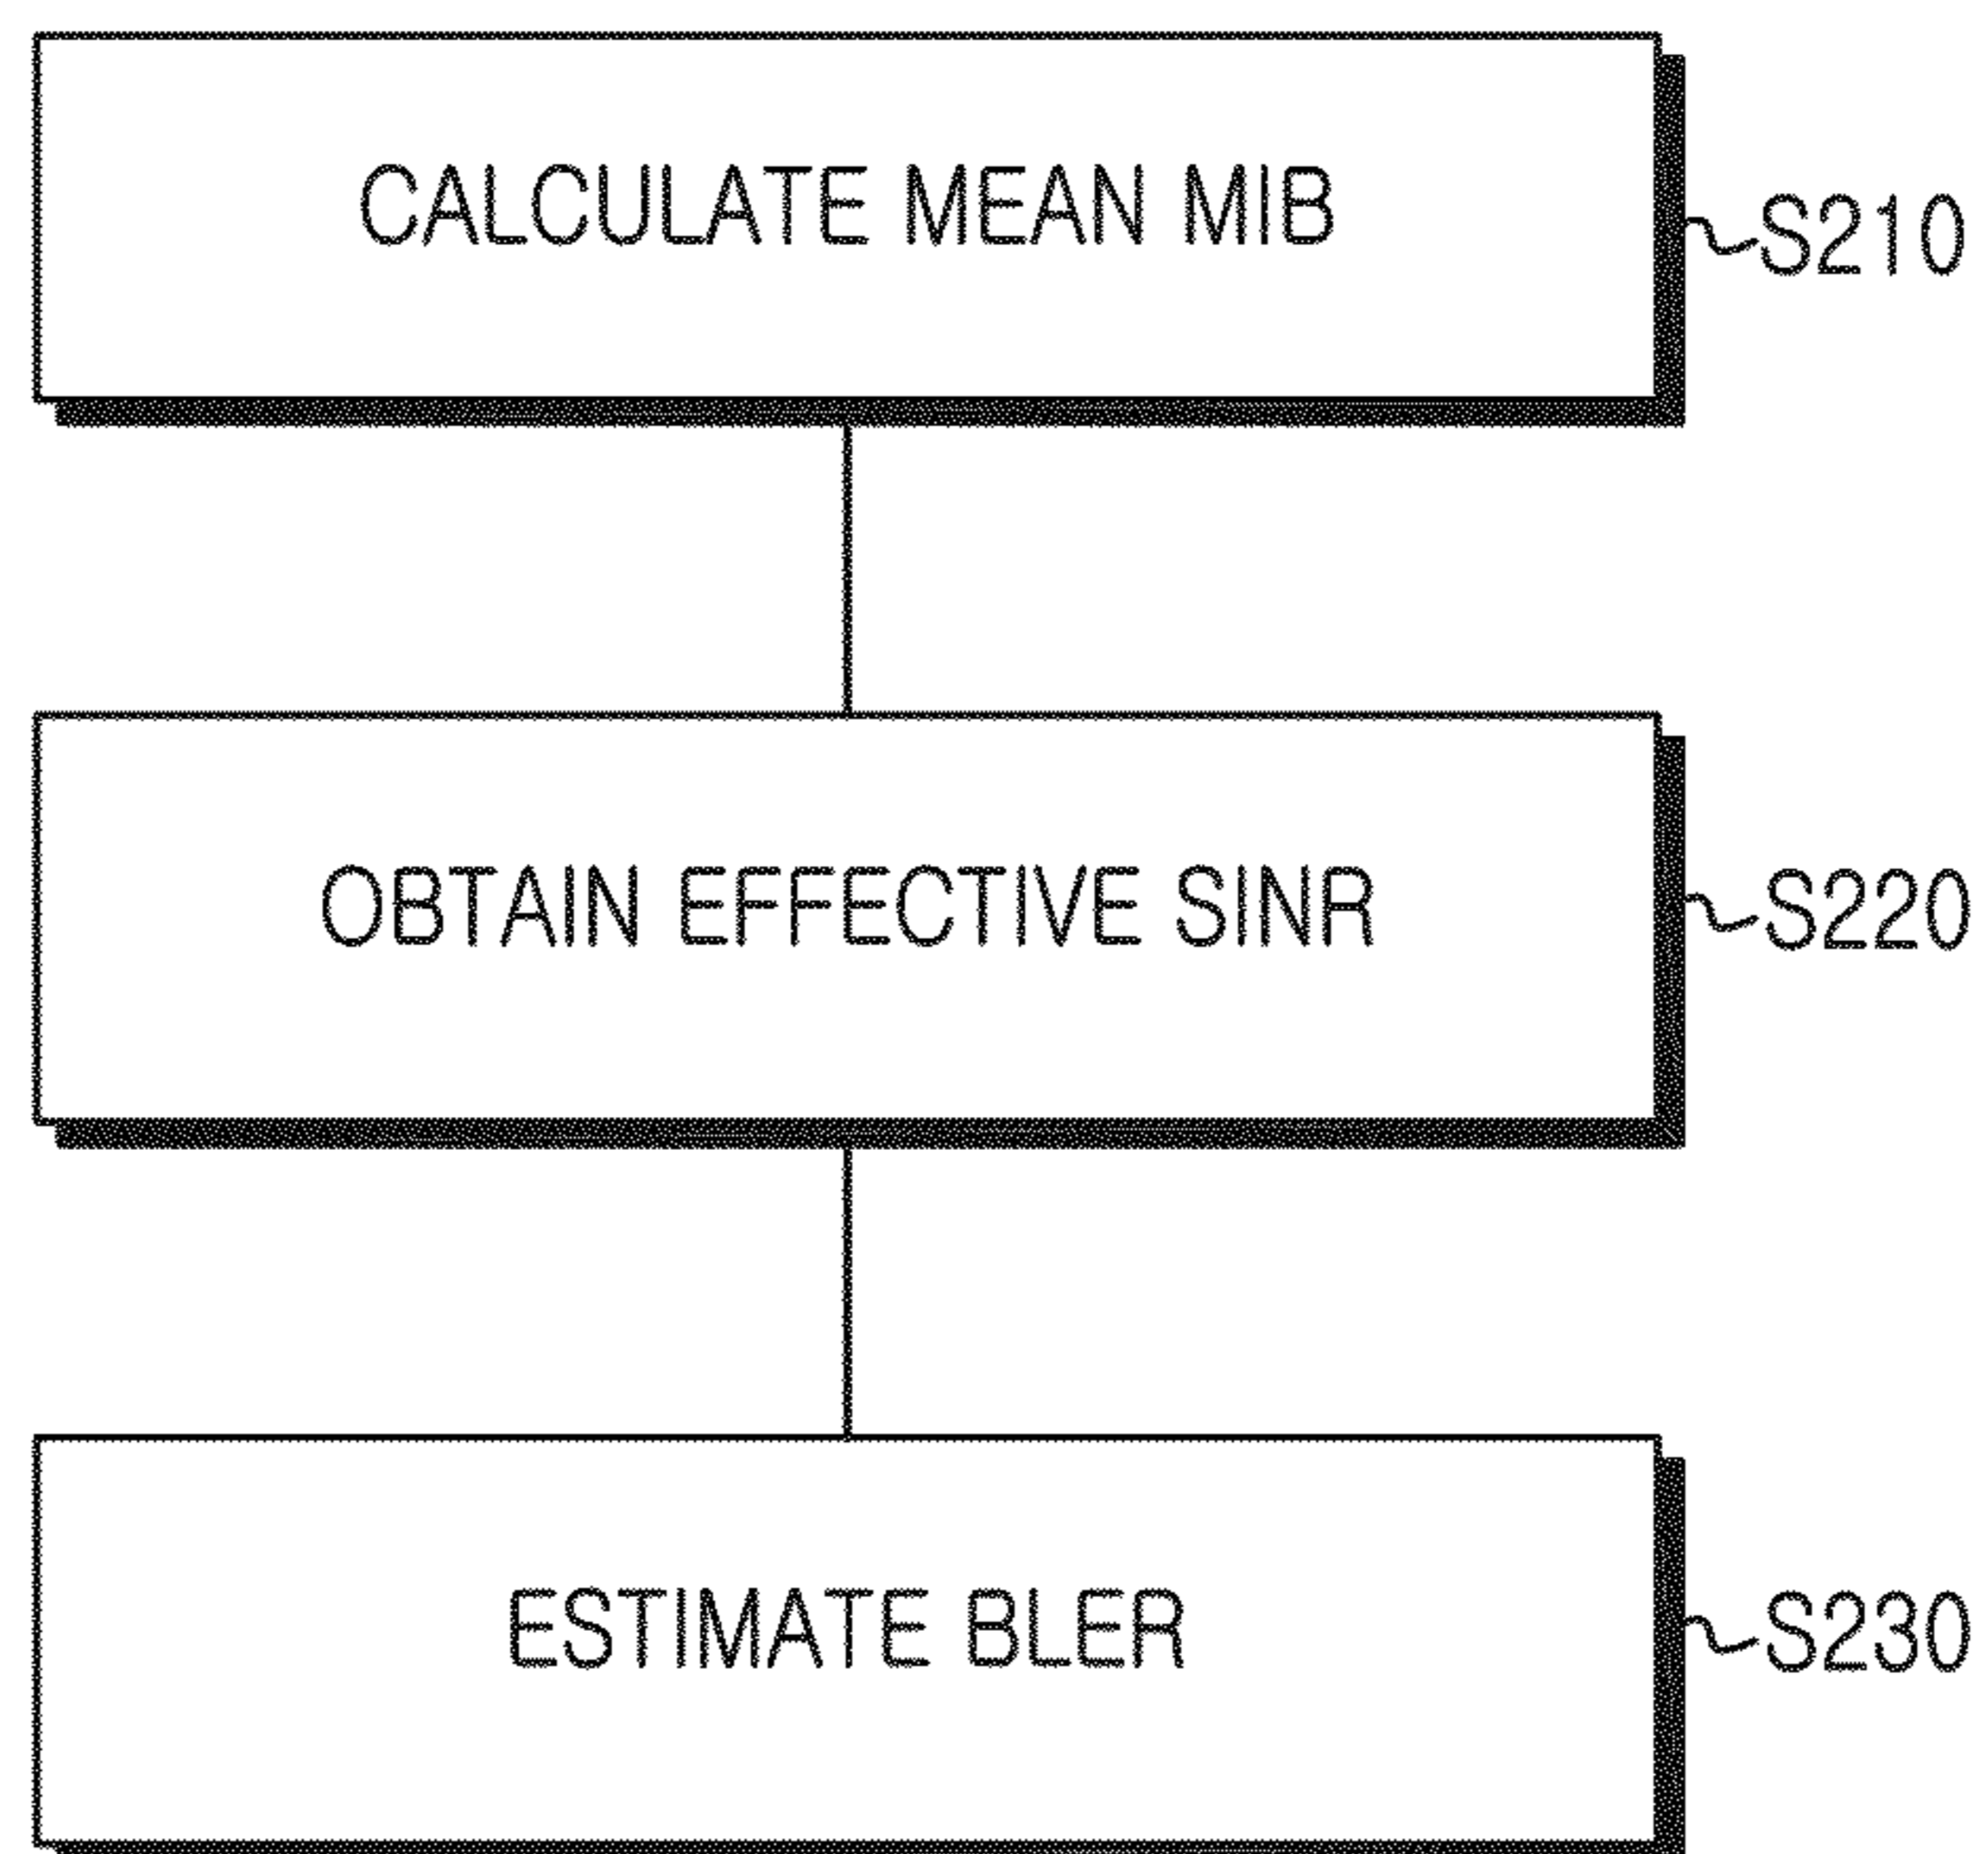 CALCULATE MEAN MIB
S210
OBTAIN EFFECTIVE SINR
S220
ESTIMATE BLER
S230